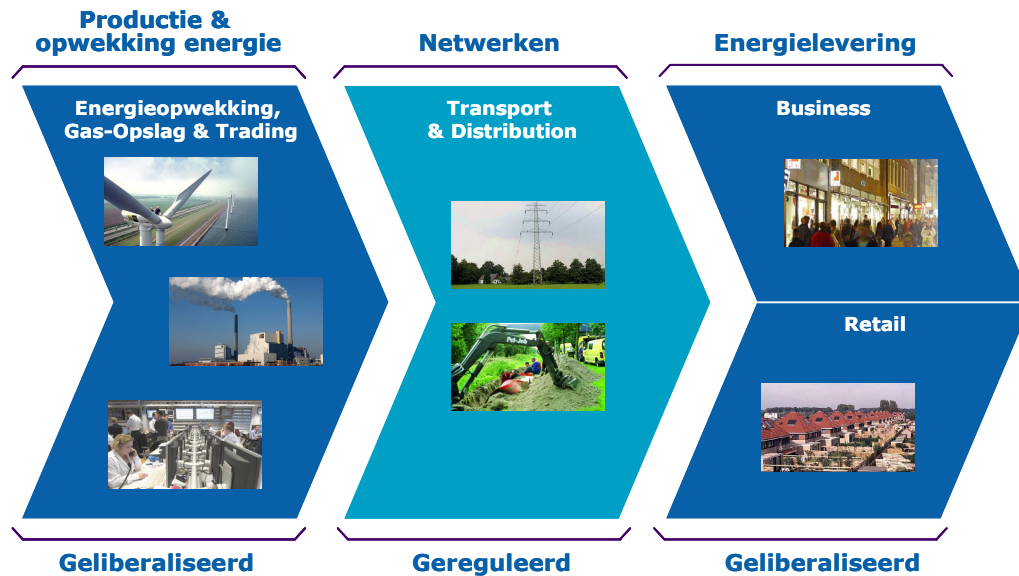 Productie &
opwekking energie
Netwerken
Energielevering
Energieopwekking,
Gas-Opslag & Trading
Transport
& Distribution
Business
Retail
Geliberaliseerd
Gereguleerd
Geliberaliseerd